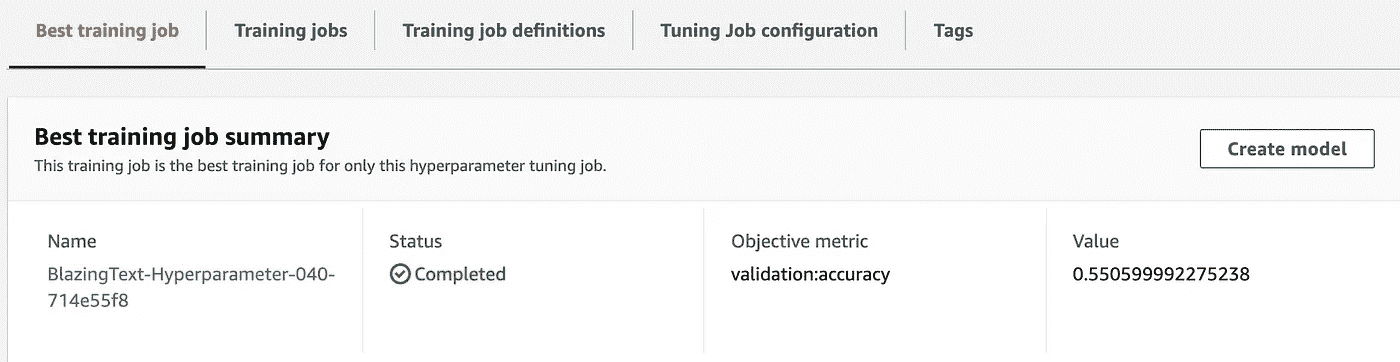 Best training job
Training jobs
Training job definitions
Tuning Job configuration
Tags
Best training job summary
This training job is the best training job for only this hyperparameter tuning job.
Create model
Name
BlazingText-Hyperparameter-040-
714e55f8
Status
Completed
Objective metric
validation:accuracy
Value
0.550599992275238